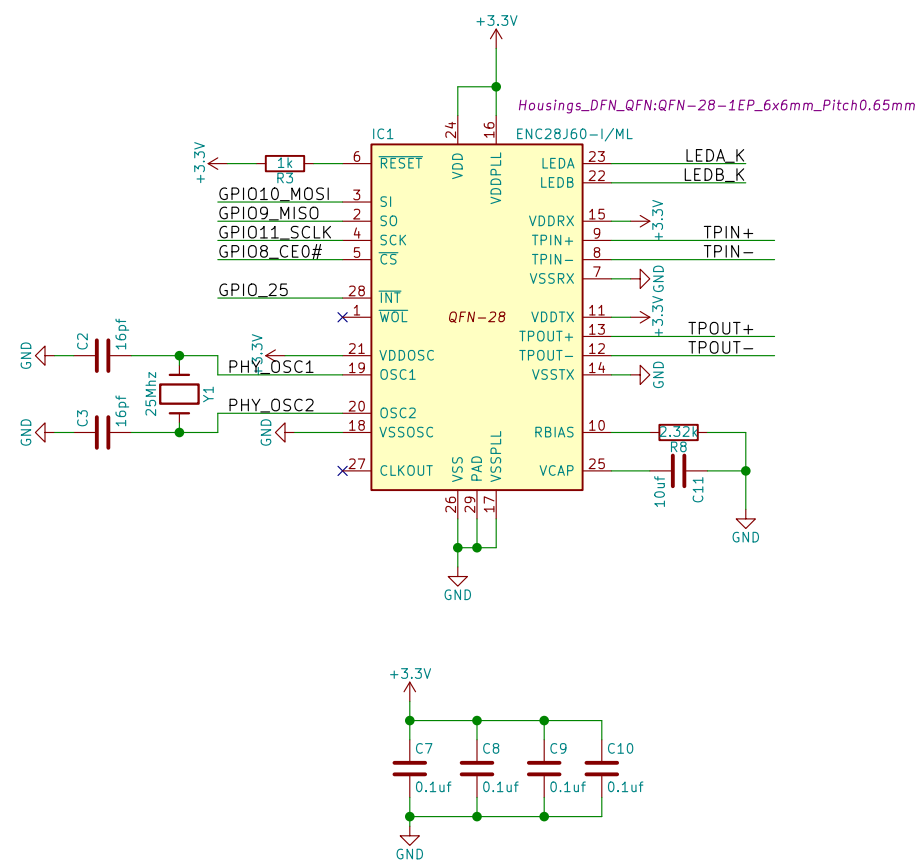 +3.3V
Housings_DFN_QFN:QFN-28-1EP_6x6mm_Pitch0.65mm
IC1
ENC28J60-I/ML
24
16
VDD
VDDPLL
+3.3V
1k
R3
6
RESET
LEDA
23
LEDA_K
LEDB
22
LEDB_K
GPIO10_MOSI
3
SI
GPIO9_MISO
2
SO
VDDRX
15
+3.3V
GPIO11_SCLK
4
SCK
TPIN+
9
TPIN+
GPIO8_CE0#
5
CS
TPIN-
8
TPIN-
VSSRX
7
GND
GPIO_25
28
INT
1
WOL
QFN-28
VDDTX
11
+3.3V
TPOUT+
13
TPOUT+
GND
C2
16pf
+3.3V
21
VDDOSC
TPOUT-
12
TPOUT-
PHY_OSC1
19
OSC1
VSSTX
14
GND
25Mhz
Y1
PHY_OSC2
20
OSC2
GND
C3
16pf
GND
18
VSSOSC
RBIAS
10
2.32k
R8
27
CLKOUT
VSS
PAD
VSSPLL
VCAP
25
10uf
C11
26
29
17
GND
GND
+3.3V
C7
C8
C9
C10
0.1uf
0.1uf
0.1uf
0.1uf
GND